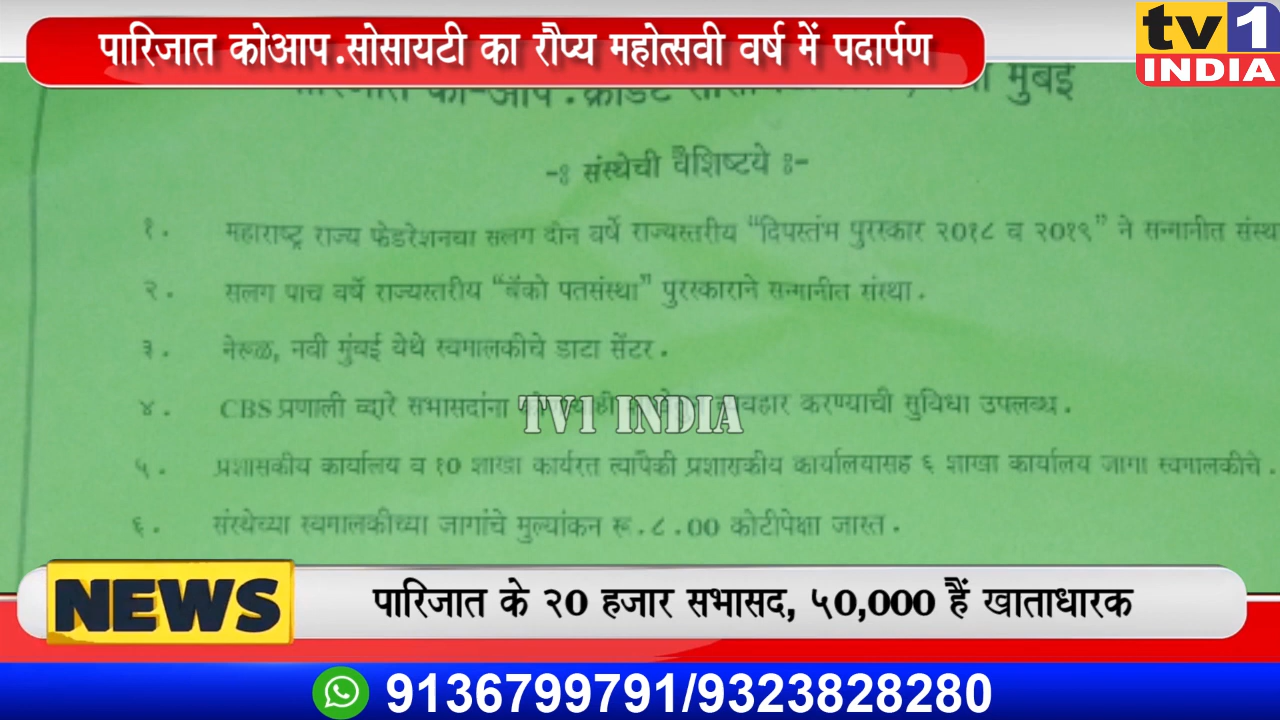 पारिजात कोआप.सोसायटी का रौप्य महोत्सवी वर्ष में पदार्पण
tv1
INDIA
मुंबई
-ः संस्थेची वैशिष्टये ः-
१. महाराष्ट्र राज्य फेडरेशनचा सलग दोन वर्षे राज्यस्तरीय "दिपस्तंभ पुरस्कार २०१८ व २०१९" ने सन्मानीत संस्था
२. सलग पाच वर्षे राज्यस्तरीय "बँको पतसंस्था" पुरस्काराने सन्मानीत संस्था.
३. नेरूळ, नवी मुंबई येथे स्वमालकीचे डाटा सेंटर.
४. CBS प्रणाली व्दारे सभासदांना करण्याची सुविधा उपलब्ध.
TV1 INDIA
५. प्रशासकीय कार्यालय व १० शाखा कार्यरत त्यापैकी प्रशासकीय कार्यालयासह ६ शाखा कार्यालय जागा स्वमालकीचे.
६. संस्थेच्या स्वमालकीच्या जागांचे मुल्यांकन रू.८.00 कोटीपेक्षा जास्त.
NEWS
पारिजात के २० हजार सभासद, ५०,००० हैं खाताधारक
9136799791/9323828280